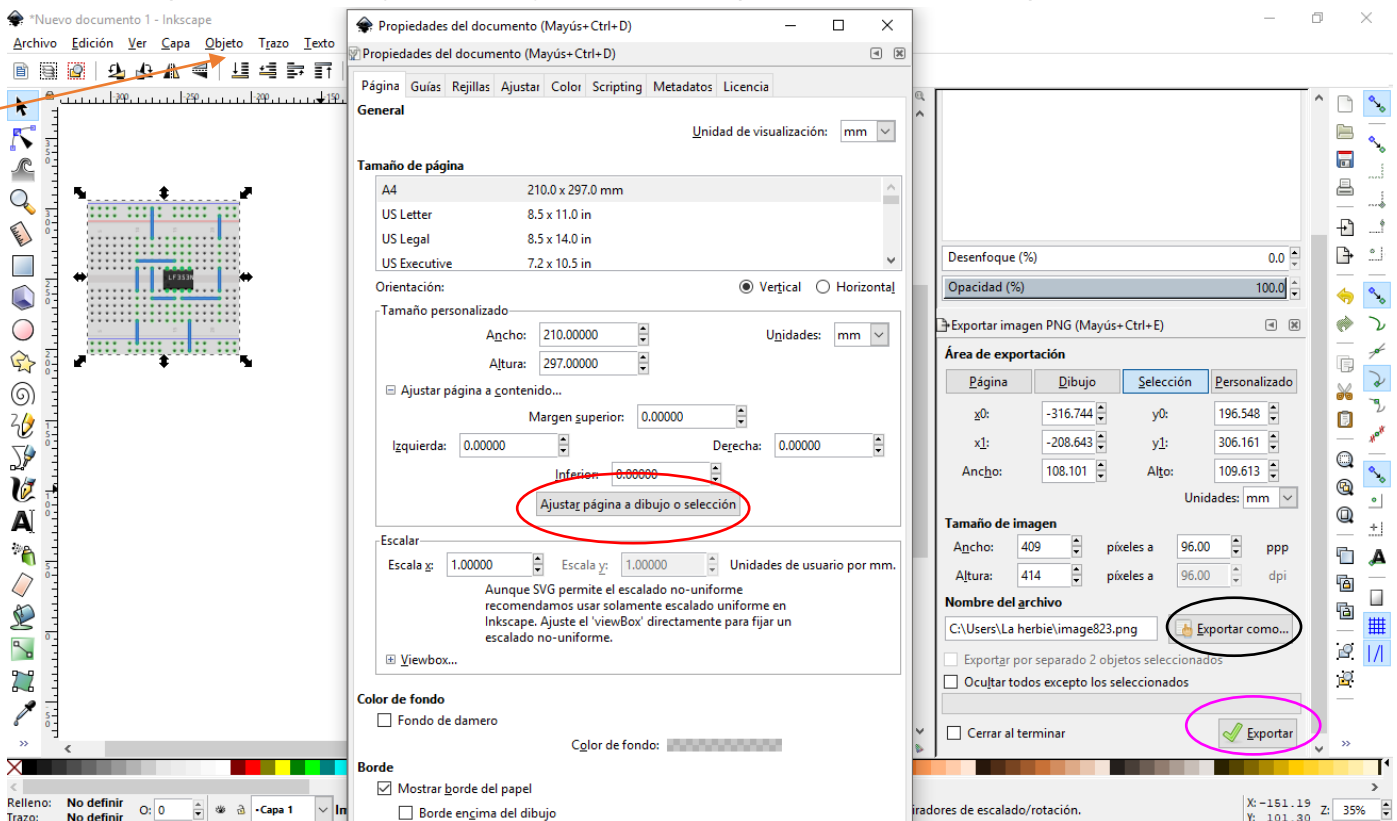 *Nuevo documento 1 - Inkscape
Archivo Edición Ver Capa Objeto Trazo Texto
Propiedades del documento (Mayús+Ctrl+D)
Propiedades del documento (Mayús+Ctrl+D)
Página Guías Rejillas Ajustar Color Scripting Metadatos Licencia
General
Unidad de visualización: mm
Tamaño de página
A4 210.0 x 297.0 mm
US Letter 8.5 x 11.0 in
US Legal 8.5 x 14.0 in
US Executive 7.2 x 10.5 in
Orientación: Vertical Horizontal
Tamaño personalizado
Ancho: 210.00000 Unidades: mm
Altura: 297.00000
Ajustar página a contenido...
Margen superior: 0.00000
Izquierda: 0.00000 Derecha: 0.00000
Inferior: 0.00000
Ajustar página a dibujo o selección
Escalar
Escala x: 1.00000 Escala y: 1.00000 Unidades de usuario por mm.
Aunque SVG permite el escalado no-uniforme
recomendamos usar solamente escalado uniforme en
Inkscape. Ajuste el 'viewBox' directamente para fijar un
escalado no-uniforme.
Viewbox...
Color de fondo
Fondo de damero
Color de fondo:
Borde
Mostrar borde del papel
Borde encima del dibujo
LF353N
Desenfoque (%) 0.0
Opacidad (%) 100.0
Exportar imagen PNG (Mayús+Ctrl+E)
Área de exportación
Página Dibujo Selección Personalizado
x0: -316.744 y0: 196.548
x1: -208.643 y1: 306.161
Ancho: 108.101 Alto: 109.613
Unidades: mm
Tamaño de imagen
Ancho: 409 píxeles a 96.00 ppp
Altura: 414 píxeles a 96.00 dpi
Nombre del archivo
C:\Users\La herbie\image823.png Exportar como...
Exportar por separado 2 objetos seleccionados
Ocultar todos excepto los seleccionados
Cerrar al terminar Exportar
Relleno: No definir
Trazo: No definir
O: 0 •Capa 1
iradores de escalado/rotación.
X: -151.19
Y: 101.30
Z: 35%